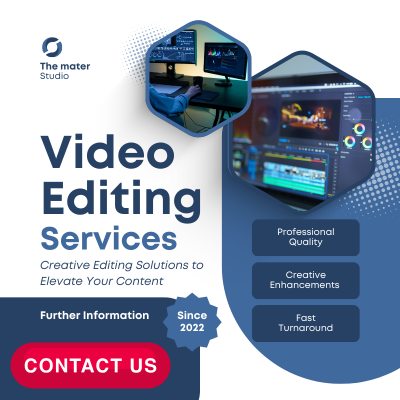 The mater
Studio
Video
Editing
Services
Creative Editing Solutions to
Elevate Your Content
Professional
Quality
Creative
Enhancements
Fast
Turnaround
Further Information
Since
2022
CONTACT US